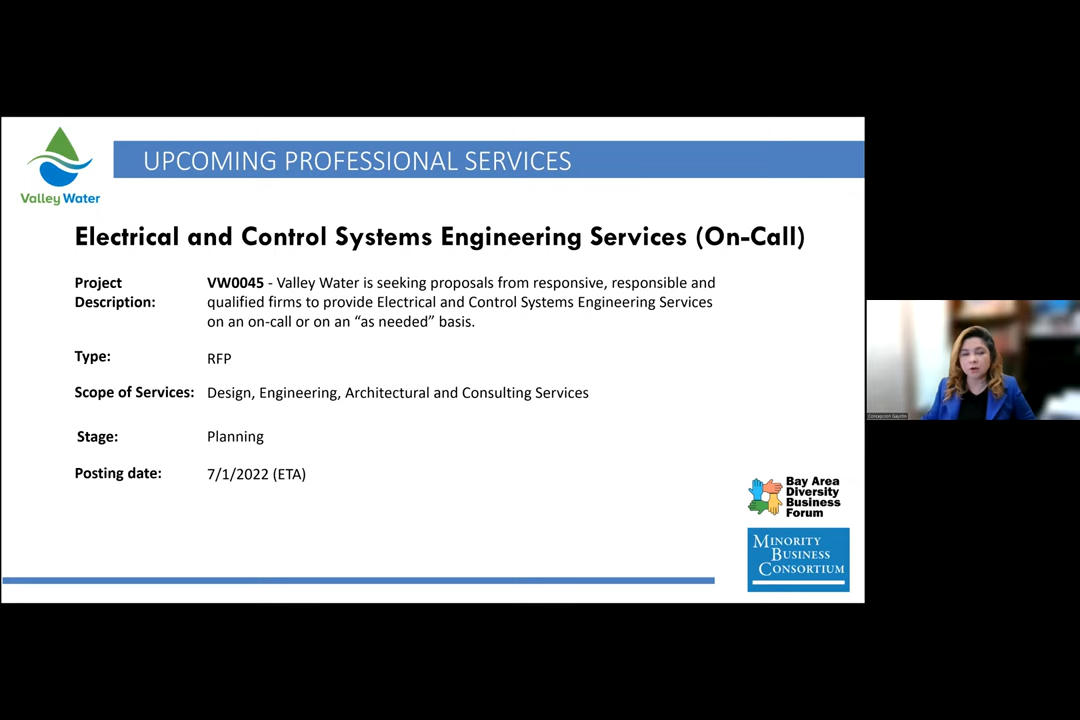 UPCOMING PROFESSIONAL SERVICES
Valley Water
Electrical and Control Systems Engineering Services (On-Call)
Project
Description:
VW0045 - Valley Water is seeking proposals from responsive, responsible and
qualified firms to provide Electrical and Control Systems Engineering Services
on an on-call or on an “as needed” basis.
Type:
RFP
Scope of Services:
Design, Engineering, Architectural and Consulting Services
Stage:
Planning
Posting date:
7/1/2022 (ETA)
Bay Area
Diversity
Business
Forum
MINORITY
BUSINESS
CONSORTIUM
Concepcion Gayotin